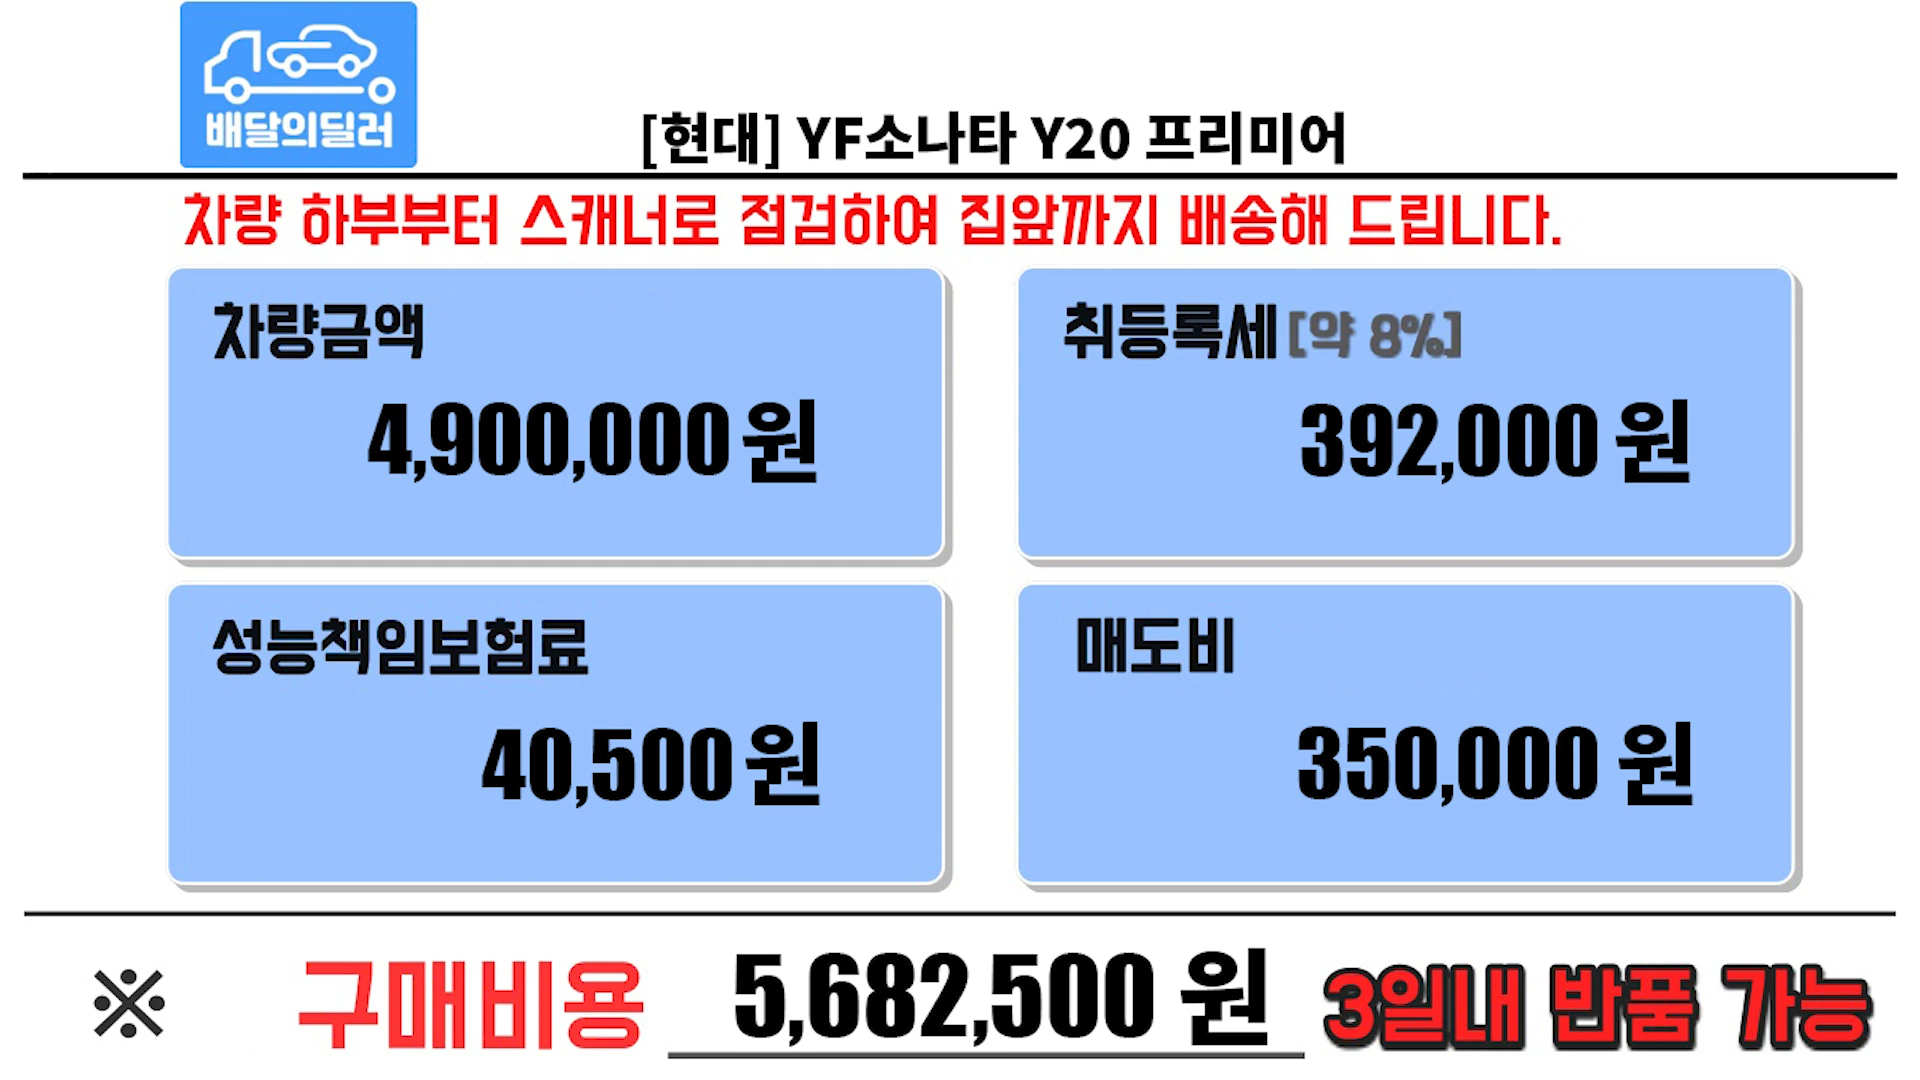 배달의딜러
[현대] YF소나타 Y20 프리미어
차량 하부부터 스캐너로 점검하여 집앞까지 배송해 드립니다.
차량금액
4,900,000 원
취등록세 [약 8%]
392,000 원
성능책임보험료
40,500 원
매도비
350,000 원
※ 구매비용 5,682,500 원 3일내 반품 가능